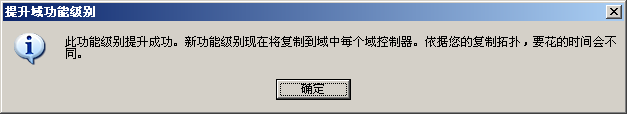 提升域功能级别
此功能级别提升成功。新功能级别现在将复制到域中每个域控制器。依据您的复制拓扑，要花的时间会不
同。
确定